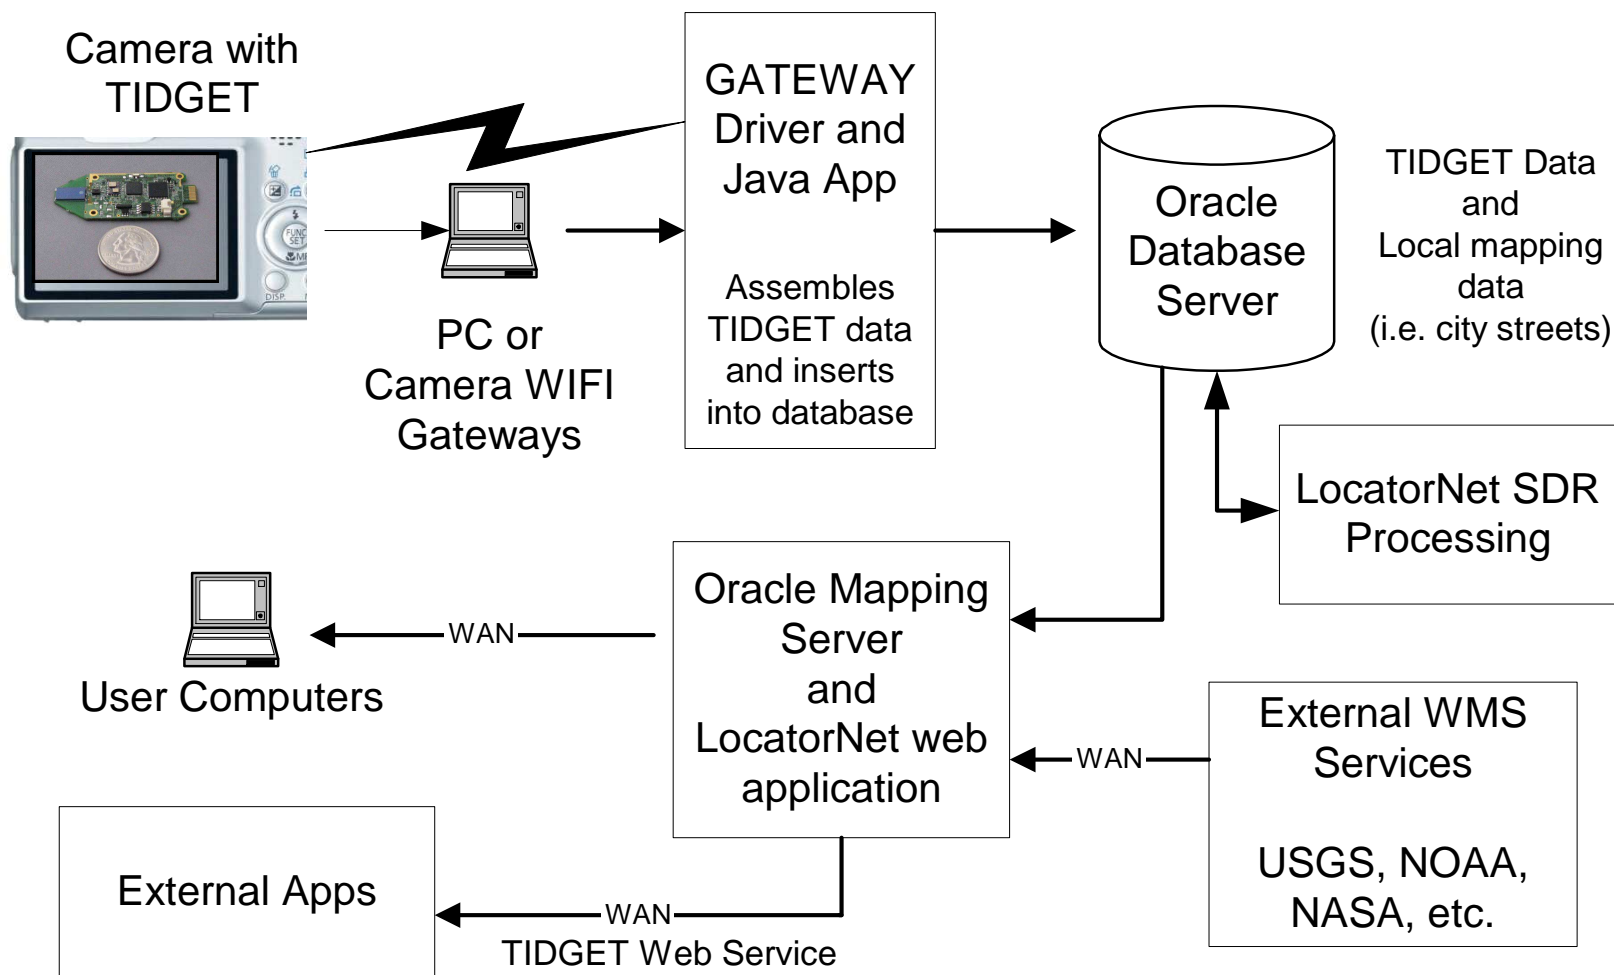 Camera with
TIDGET
FUNC
SET
DISP.
PC or
Camera WIFI
Gateways
GATEWAY
Driver and
Java App
Assembles
TIDGET data
and inserts
into database
Oracle
Database
Server
TIDGET Data
and
Local mapping
data
(i.e. city streets)
LocatorNet SDR
Processing
Oracle Mapping
Server
and
LocatorNet web
application
WAN
User Computers
WAN
External WMS
Services
USGS, NOAA,
NASA, etc.
External Apps
WAN
TIDGET Web Service